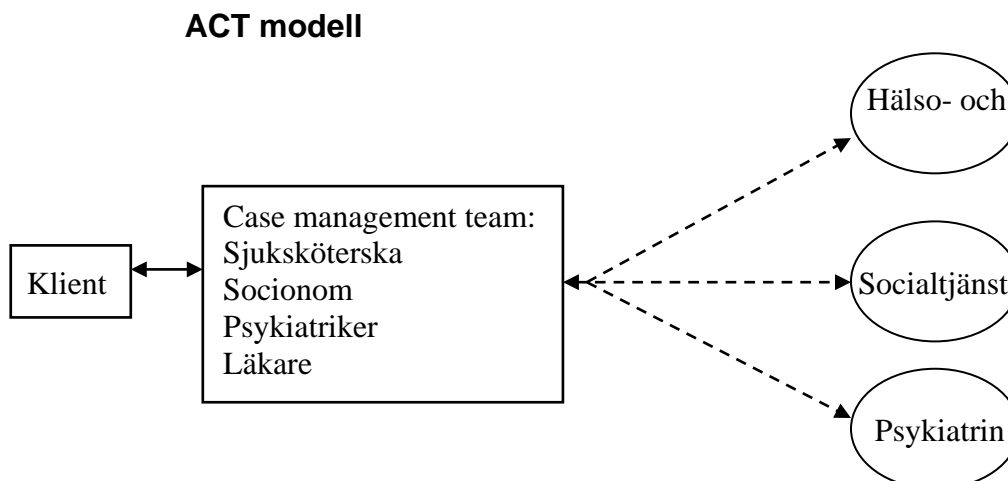 ACT modell
Klient
Case management team:
Sjuksköterska
Socionom
Psykiatriker
Läkare
Hälso- och
Socialtjänst
Psykiatrin